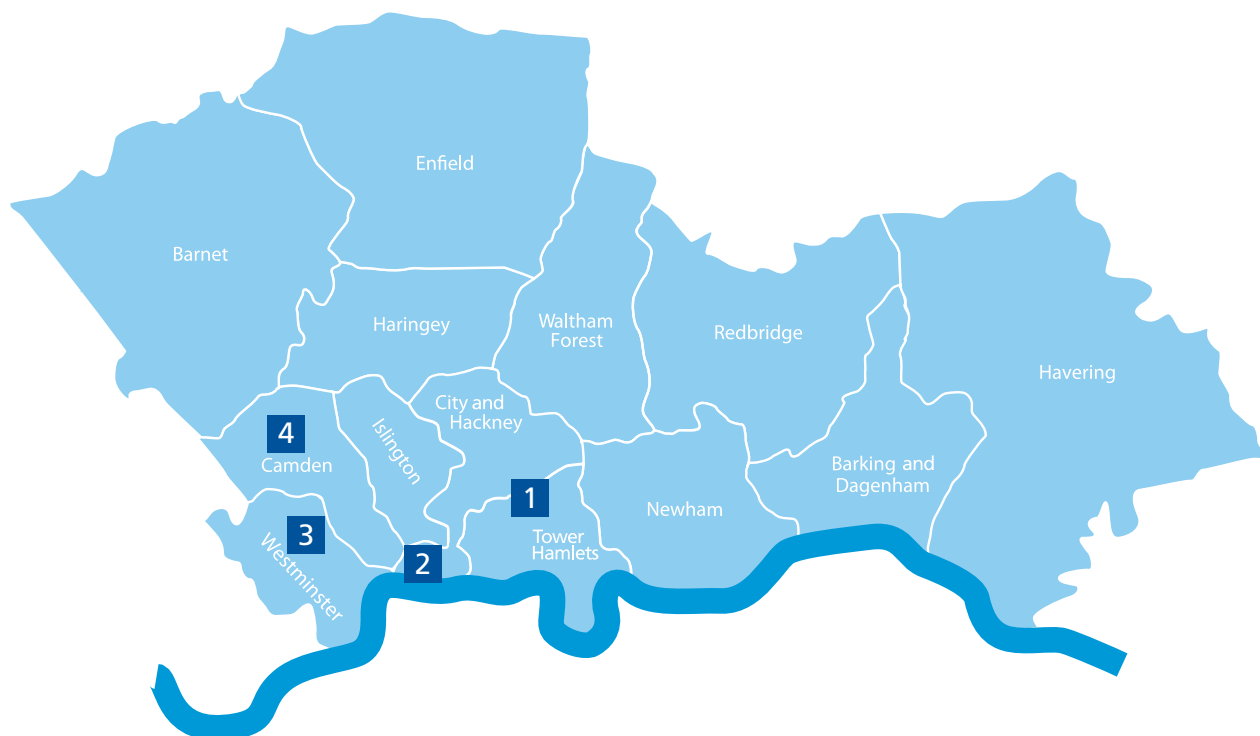 Enfield
Barnet
Haringey
Waltham
Forest
Redbridge
Havering
City and
Hackney
Islington
4
Camden
Barking and
Dagenham
1
Newham
3
Westminster
Tower
Hamlets
2